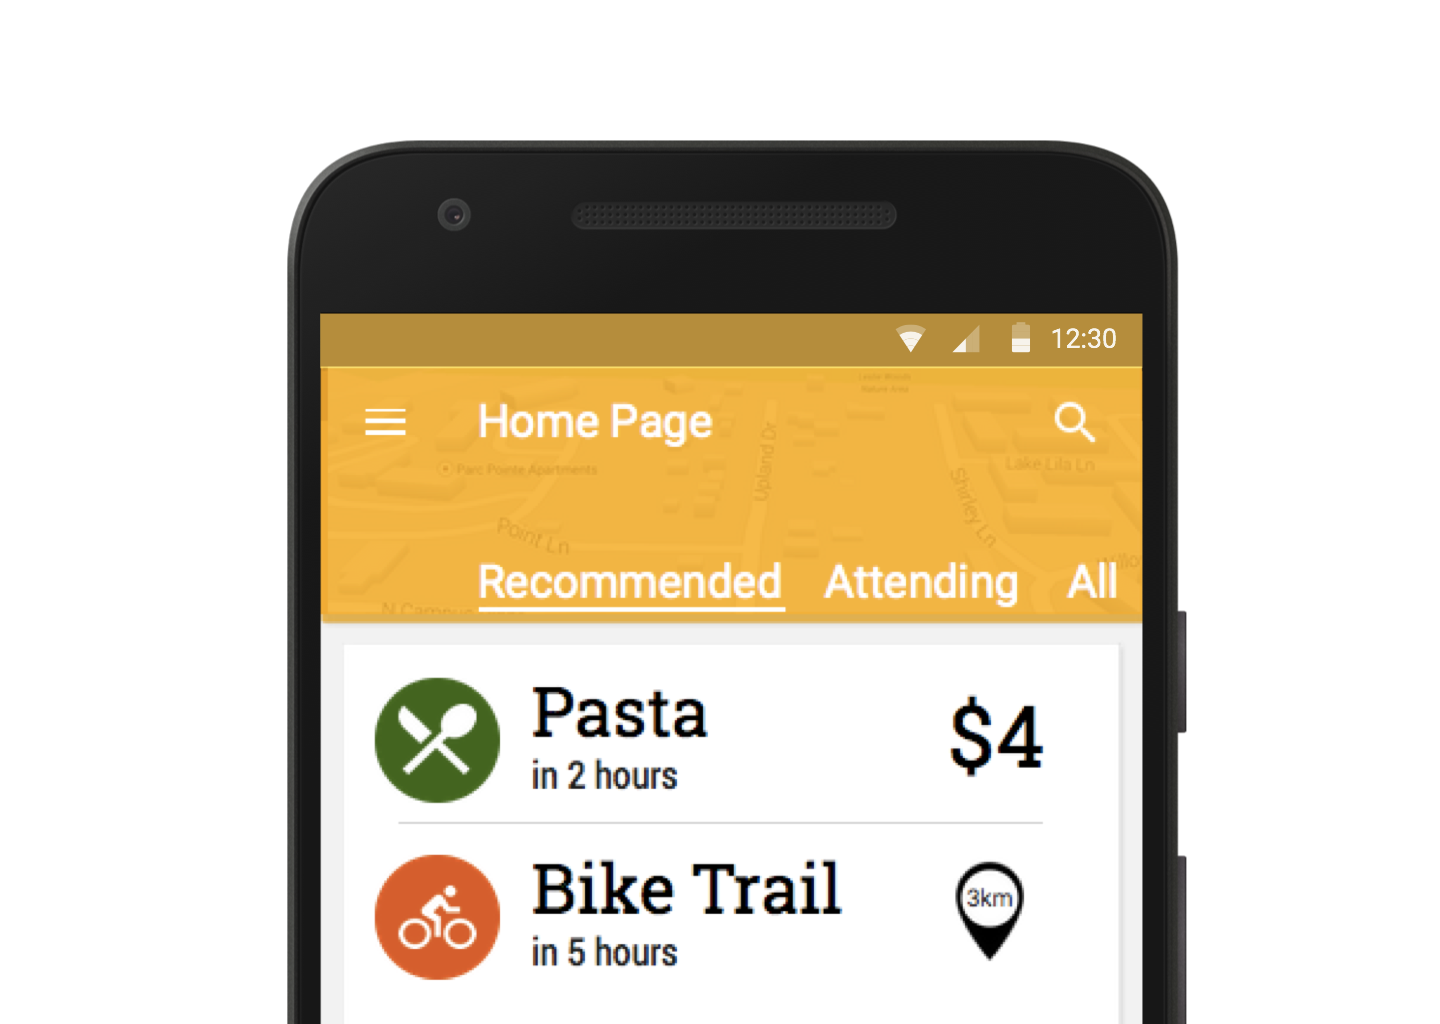 12:30
Home Page
Parc Pointe Apartments
Upland Dr
Lake Lila Ln
Shirley Ln
Point Ln
Recommended Attending All
Pasta
in 2 hours
$4
Bike Trail
in 5 hours
3km